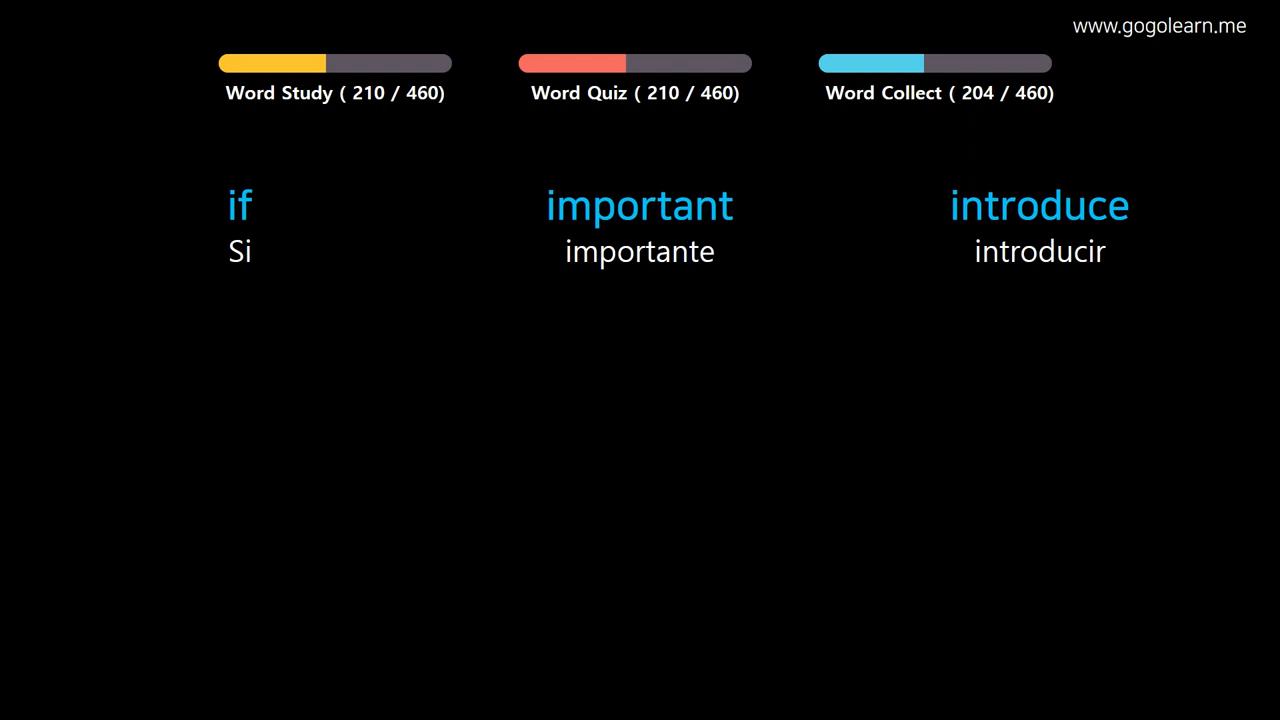 www.gogolearn.me
Word Study ( 210 / 460)
Word Quiz ( 210 / 460)
Word Collect ( 204 / 460)
if
important
introduce
Si
importante
introducir